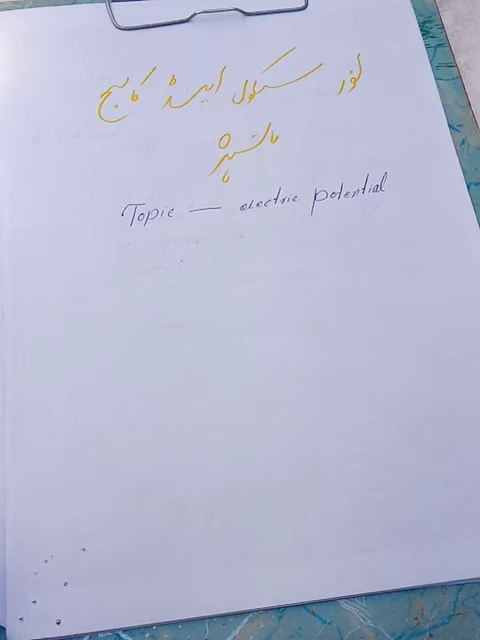 نور سکول اینڈ کالج
مانسہرہ
Topic — electric potential